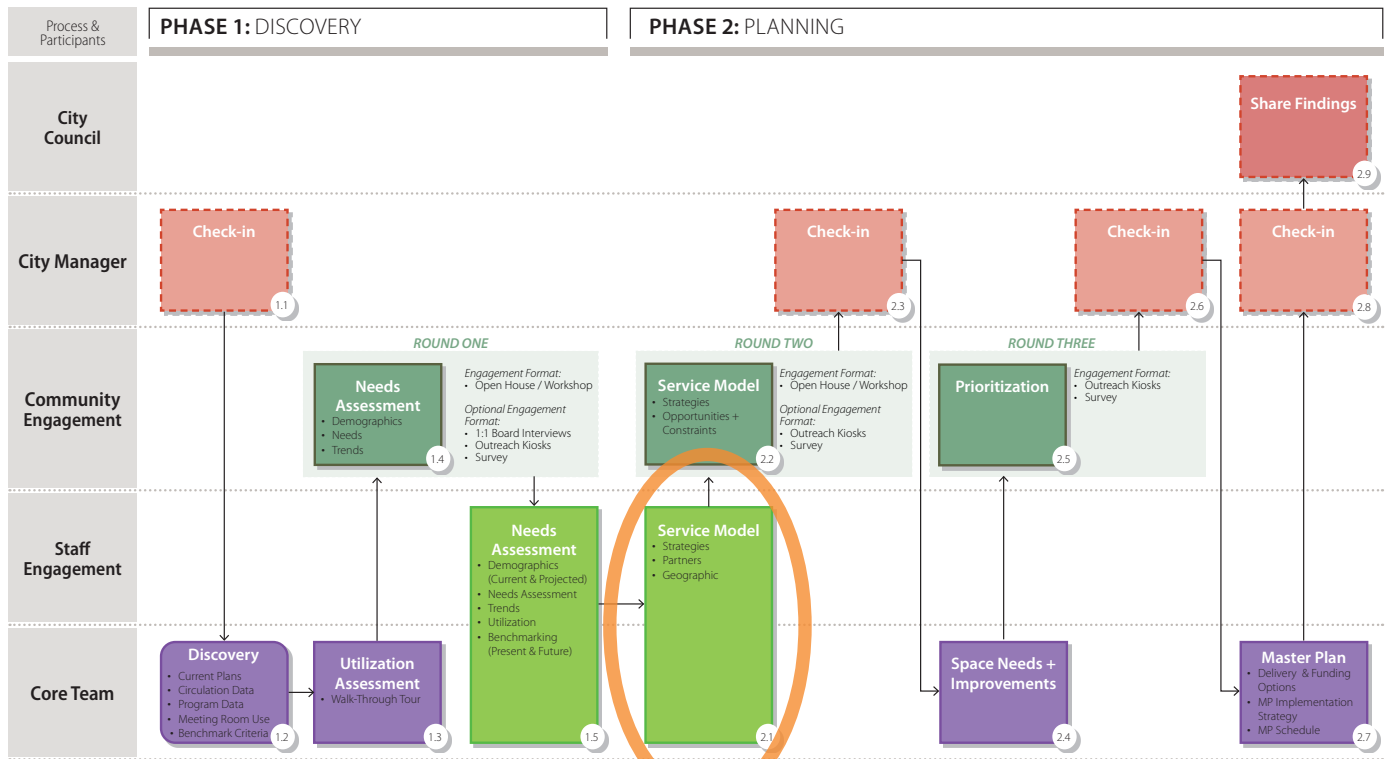 Process &
Participants
PHASE 1: DISCOVERY
PHASE 2: PLANNING
City
Council
Share Findings
2.9
City Manager
Check-in
1.1
Check-in
2.3
Check-in
2.6
Check-in
2.8
Community
Engagement
ROUND ONE
Needs
Assessment
• Demographics
• Needs
• Trends
1.4
Engagement Format:
• Open House / Workshop
Optional Engagement
Format:
• 1:1 Board Interviews
• Outreach Kiosks
• Survey
ROUND TWO
Service Model
• Strategies
• Opportunities +
Constraints
2.2
Engagement Format:
• Open House / Workshop
Optional Engagement
Format:
• Outreach Kiosks
• Survey
ROUND THREE
Prioritization
2.5
Engagement Format:
• Outreach Kiosks
• Survey
Staff
Engagement
Needs
Assessment
• Demographics
(Current & Projected)
• Needs Assessment
• Trends
• Utilization
• Benchmarking
(Present & Future)
1.5
Service Model
• Strategies
• Partners
• Geographic
2.1
Core Team
Discovery
• Current Plans
• Circulation Data
• Program Data
• Meeting Room Use
• Benchmark Criteria
1.2
Utilization
Assessment
• Walk-Through Tour
1.3
Space Needs +
Improvements
2.4
Master Plan
• Delivery & Funding
Options
• MP Implementation
Strategy
• MP Schedule
2.7